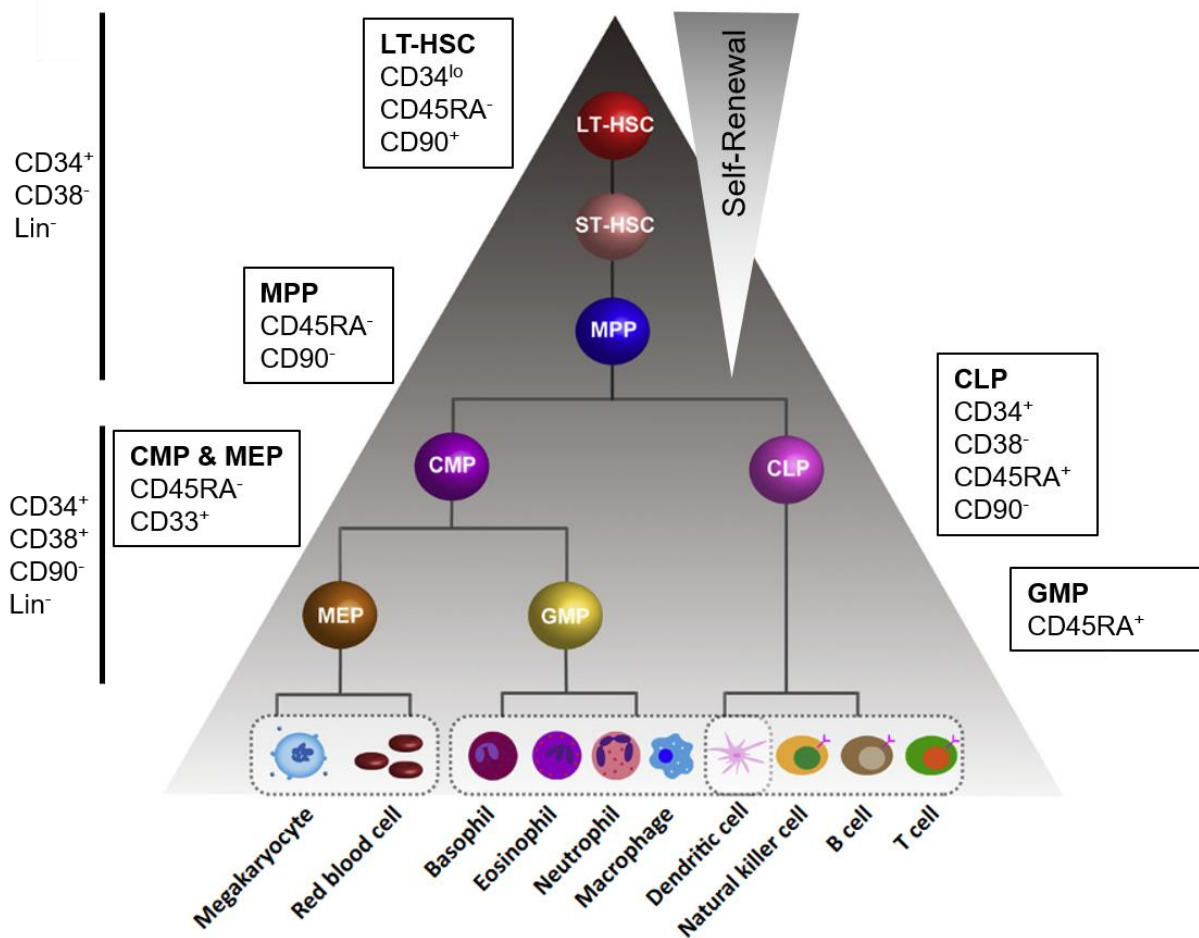 LT-HSC
CD34lo
CD45RA-
CD90+
LT-HSC
Self-Renewal
CD34+
CD38-
Lin-
ST-HSC
MPP
CD45RA-
CD90-
MPP
CLP
CD34+
CD38-
CD45RA+
CD90-
CMP & MEP
CD45RA-
CD33+
CMP
CLP
CD34+
CD38+
CD90-
Lin-
MEP
GMP
GMP
CD45RA+
Megakaryocyte
Red blood cell
Basophil
Eosinophil
Neutrophil
Macrophage
Dendritic cell
Natural killer cell
B cell
T cell